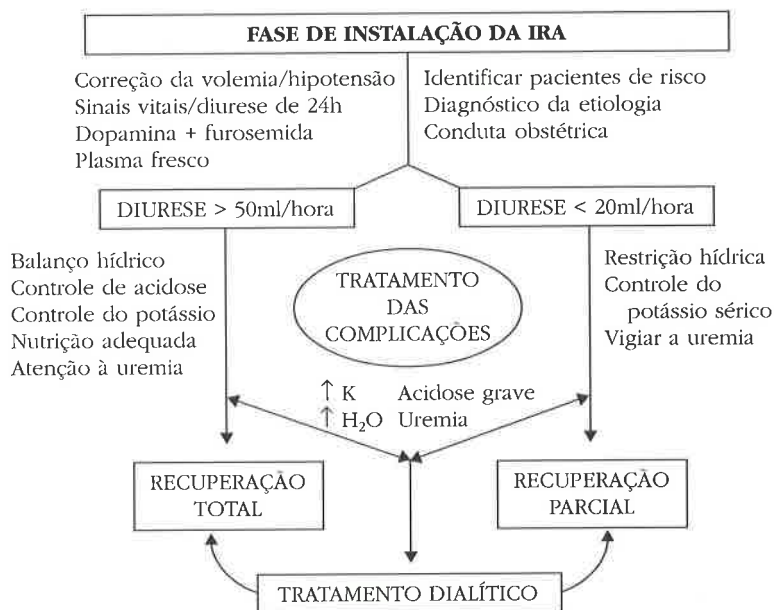 FASE DE INSTALAÇÃO DA IRA
Correção da volemia/hipotensão
Sinais vitais/diurese de 24h
Dopamina + furosemida
Plasma fresco
Identificar pacientes de risco
Diagnóstico da etiologia
Conduta obstétrica
DIURESE > 50ml/hora
DIURESE < 20ml/hora
Balanço hídrico
Controle de acidose
Controle do potássio
Nutrição adequada
Atenção à uremia
TRATAMENTO
DAS
COMPLICAÇÕES
Restrição hídrica
Controle do
potássio sérico
Vigiar a uremia
↑ K Acidose grave
↑ H₂O Uremia
RECUPERAÇÃO
TOTAL
RECUPERAÇÃO
PARCIAL
TRATAMENTO DIALÍTICO